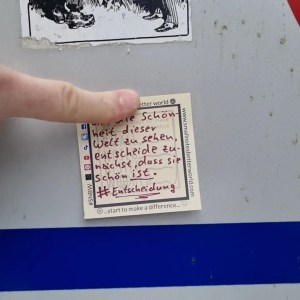 better world
die Schön-
heit dieser
Welt zu sehen,
entscheide zu-
nächst, dass sie
schön ist.
#Entscheidung
...start to make a difference...